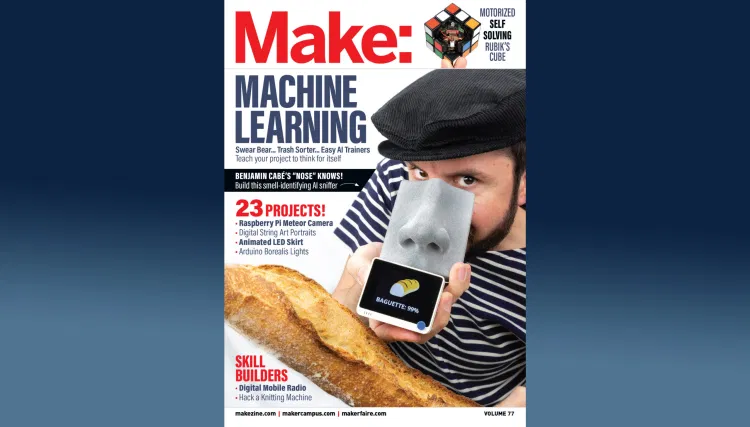 Make:
MOTORIZED
SELF
SOLVING
RUBIK'S
CUBE
MACHINE
LEARNING
Swear Bear... Trash Sorter... Easy AI Trainers
Teach your project to think for itself
BENJAMIN CABÉ'S "NOSE" KNOWS!
Build this smell-identifying AI sniffer
23 PROJECTS!
• Raspberry Pi Meteor Camera
• Digital String Art Portraits
• Animated LED Skirt
• Arduino Borealis Lights
BAGUETTE: 99%
SKILL
BUILDERS
• Digital Mobile Radio
• Hack a Knitting Machine
makezine.com | makercampus.com | makerfaire.com
VOLUME 77